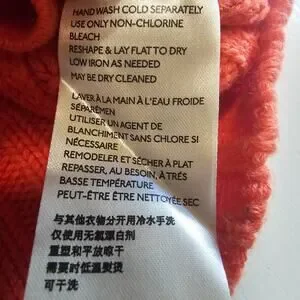 HAND WASH COLD SEPARATELY
USE ONLY NON-CHLORINE
BLEACH
RESHAPE & LAY FLAT TO DRY
LOW IRON AS NEEDED
MAY BE DRY CLEANED
LAVER À LA MAIN À L'EAU FROIDE
SÉPARÉMEN
UTILISER UN AGENT DE
BLANCHIMENT SANS CHLORE SI
NÉCESSAIRE
REMODELER ET SÉCHER À PLAT
REPASSER, AU BESOIN, À TRÈS
BASSE TEMPÉRATURE
PEUT-ÊTRE ÊTRE NETTOYÉE SEC
与其他衣物分开用冷水手洗
仅使用无氯漂白剂
重塑和平放晾干
需要时低温熨烫
可干洗